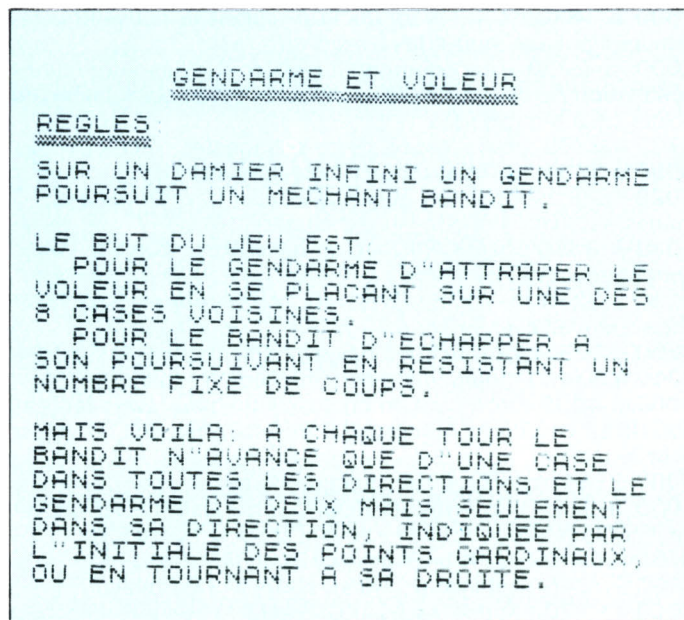 GENDARME ET VOLEUR
REGLES:
SUR UN DAMIER INFINI UN GENDARME
POURSUIT UN MECHANT BANDIT.
LE BUT DU JEU EST:
POUR LE GENDARME D"ATTRAPER LE
VOLEUR EN SE PLACANT SUR UNE DES
8 CASES VOISINES.
POUR LE BANDIT D"ECHAPPER A
SON POURSUIVANT EN RESISTANT UN
NOMBRE FIXE DE COUPS.
MAIS VOILA: A CHAQUE TOUR LE
BANDIT N"AVANCE QUE D"UNE CASE
DANS TOUTES LES DIRECTIONS ET LE
GENDARME DE DEUX MAIS SEULEMENT
DANS SA DIRECTION, INDIQUEE PAR
L"INITIALE DES POINTS CARDINAUX,
OU EN TOURNANT A SA DROITE.